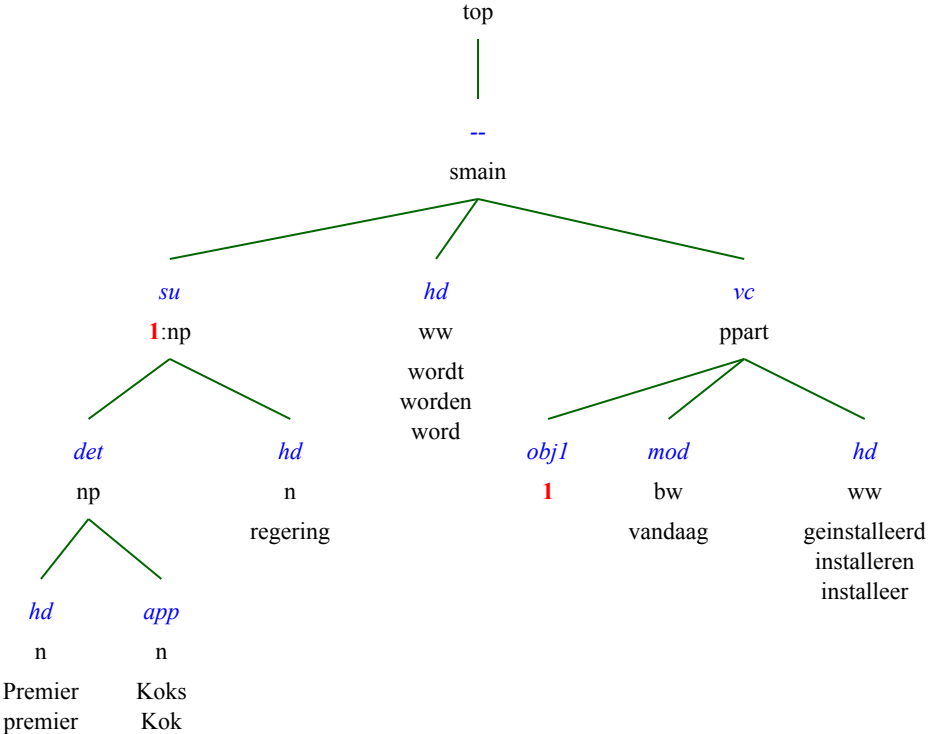 top
--
smain
su hd vc
1:np ww ppart
wordt
worden
word
det hd obj1 mod hd
np n 1 bw ww
regering vandaag geinstalleerd
installeren
installeer
hd app
n n
Premier Koks
premier Kok